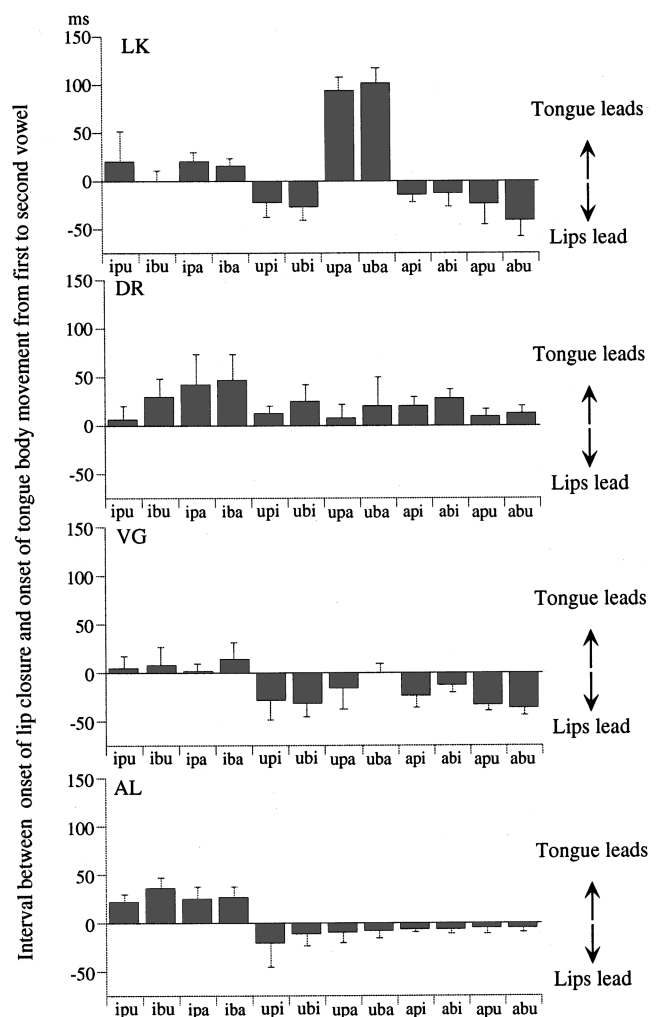 Interval between onset of lip closure and onset of tongue body movement from first to second vowel
ms
150
LK
100
50
0
-50
ipu ibu ipa iba upi ubi upa uba api abi apu abu
Tongue leads
Lips lead
150
DR
100
50
0
-50
ipu ibu ipa iba upi ubi upa uba api abi apu abu
Tongue leads
Lips lead
150
VG
100
50
0
-50
ipu ibu ipa iba upi ubi upa uba api abi apu abu
Tongue leads
Lips lead
150
AL
100
50
0
-50
ipu ibu ipa iba upi ubi upa uba api abi apu abu
Tongue leads
Lips lead